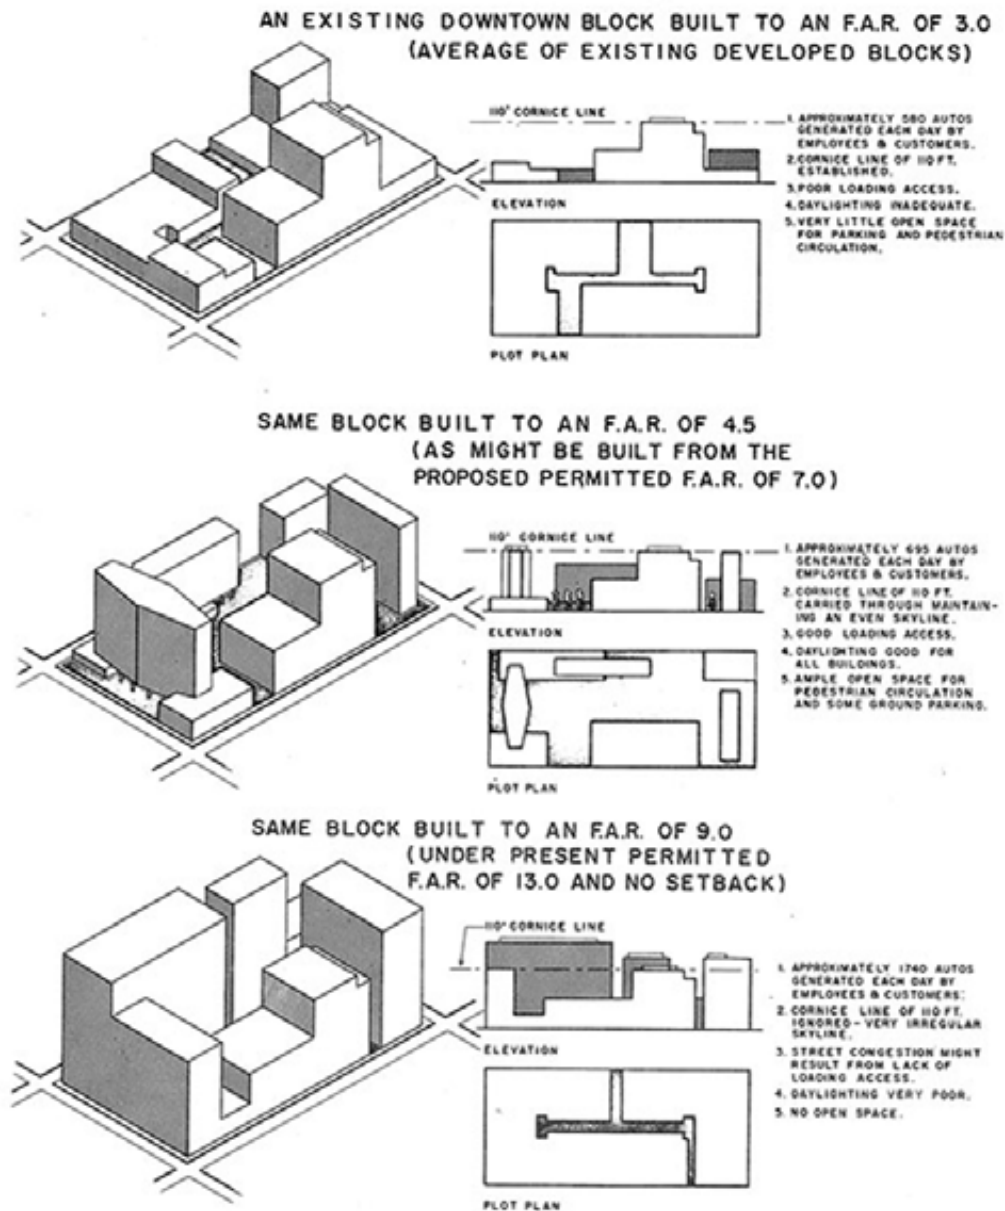 AN EXISTING DOWNTOWN BLOCK BUILT TO AN F.A.R. OF 3.0
(AVERAGE OF EXISTING DEVELOPED BLOCKS)
110' CORNICE LINE
ELEVATION
PLOT PLAN
1. APPROXIMATELY 580 AUTOS
GENERATED EACH DAY BY
EMPLOYEES & CUSTOMERS.
2. CORNICE LINE OF 110 FT.
ESTABLISHED.
3. POOR LOADING ACCESS.
4. DAYLIGHTING INADEQUATE.
5. VERY LITTLE OPEN SPACE
FOR PARKING AND PEDESTRIAN
CIRCULATION.
SAME BLOCK BUILT TO AN F.A.R. OF 4.5
(AS MIGHT BE BUILT FROM THE
PROPOSED PERMITTED F.A.R. OF 7.0)
110' CORNICE LINE
ELEVATION
PLOT PLAN
1. APPROXIMATELY 695 AUTOS
GENERATED EACH DAY BY
EMPLOYEES & CUSTOMERS.
2. CORNICE LINE OF 110 FT.
CARRIED THROUGH MAINTAIN-
ING AN EVEN SKYLINE.
3. GOOD LOADING ACCESS.
4. DAYLIGHTING GOOD FOR
ALL BUILDINGS.
5. AMPLE OPEN SPACE FOR
PEDESTRIAN CIRCULATION
AND SOME GROUND PARKING.
SAME BLOCK BUILT TO AN F.A.R. OF 9.0
(UNDER PRESENT PERMITTED
F.A.R. OF 13.0 AND NO SETBACK)
110' CORNICE LINE
ELEVATION
PLOT PLAN
1. APPROXIMATELY 1740 AUTOS
GENERATED EACH DAY BY
EMPLOYEES & CUSTOMERS.
2. CORNICE LINE OF 110 FT.
IGNORED-VERY IRREGULAR
SKYLINE.
3. STREET CONGESTION MIGHT
RESULT FROM LACK OF
LOADING ACCESS.
4. DAYLIGHTING VERY POOR.
5. NO OPEN SPACE.